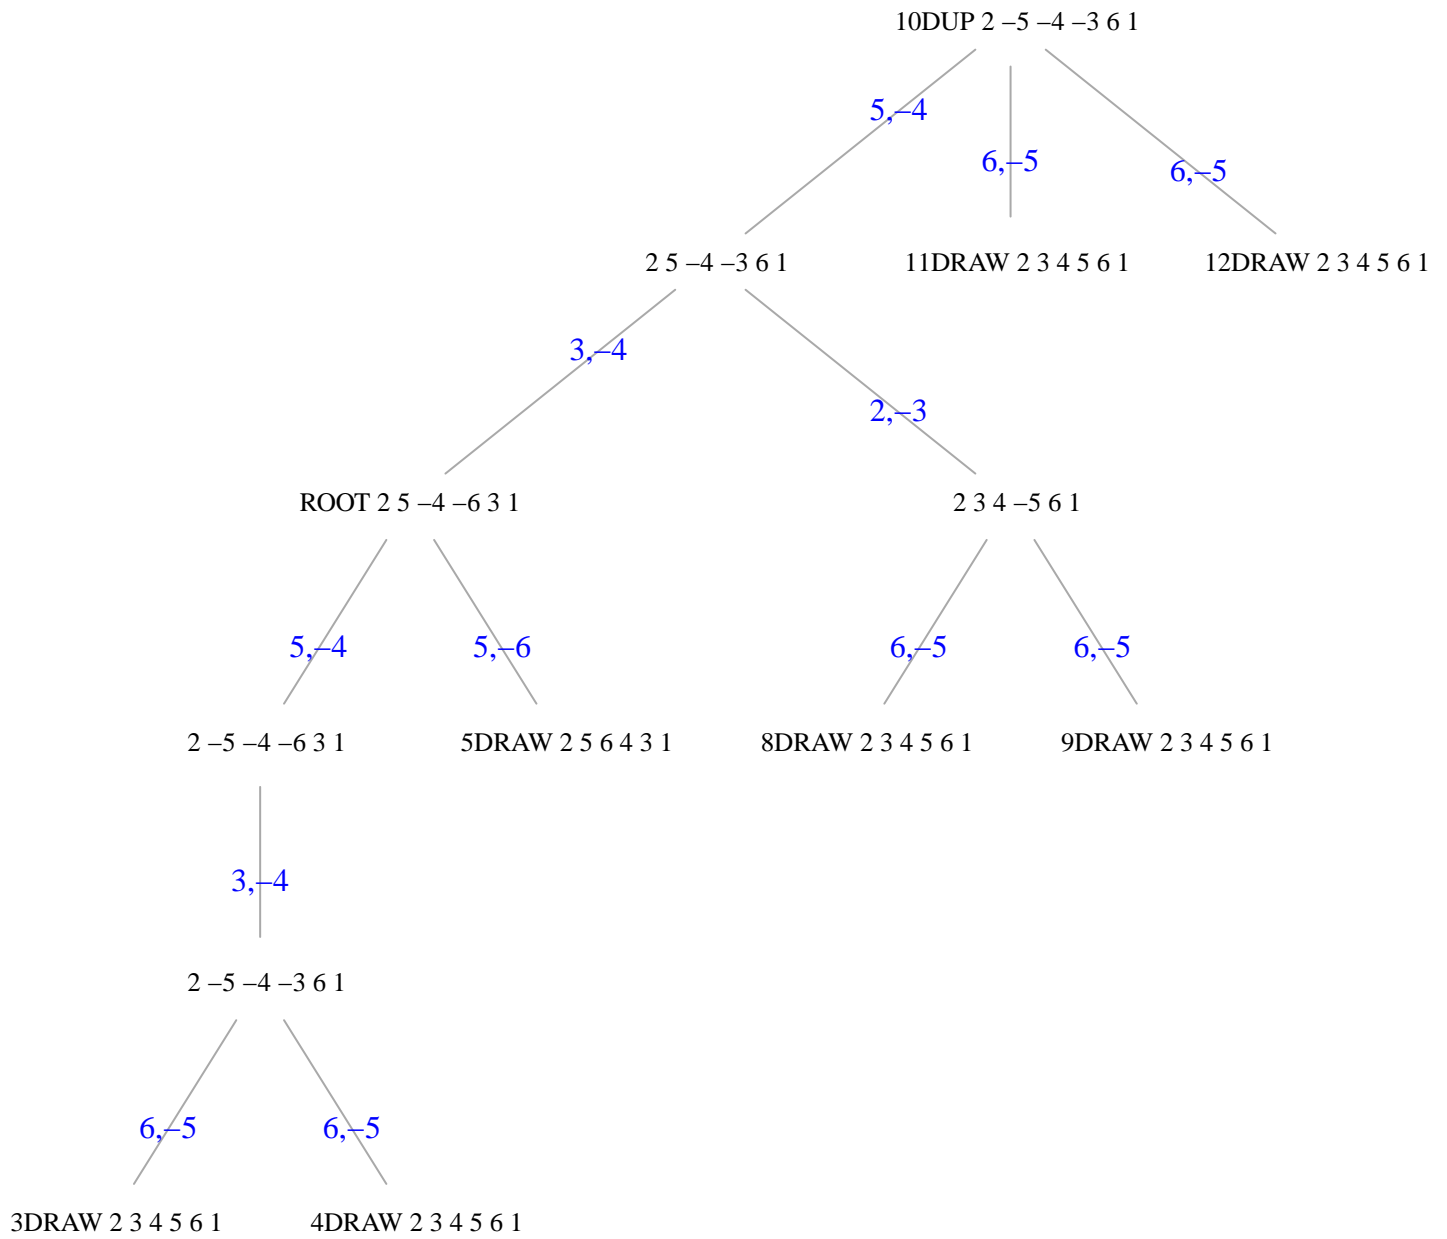 10DUP 2 –5 –4 –3 6 1
5,–4
6,–5
6,–5
2 5 –4 –3 6 1
11DRAW 2 3 4 5 6 1
12DRAW 2 3 4 5 6 1
3,–4
2,–3
ROOT 2 5 –4 –6 3 1
2 3 4 –5 6 1
5,–4
5,–6
6,–5
6,–5
2 –5 –4 –6 3 1
5DRAW 2 5 6 4 3 1
8DRAW 2 3 4 5 6 1
9DRAW 2 3 4 5 6 1
3,–4
2 –5 –4 –3 6 1
6,–5
6,–5
3DRAW 2 3 4 5 6 1
4DRAW 2 3 4 5 6 1